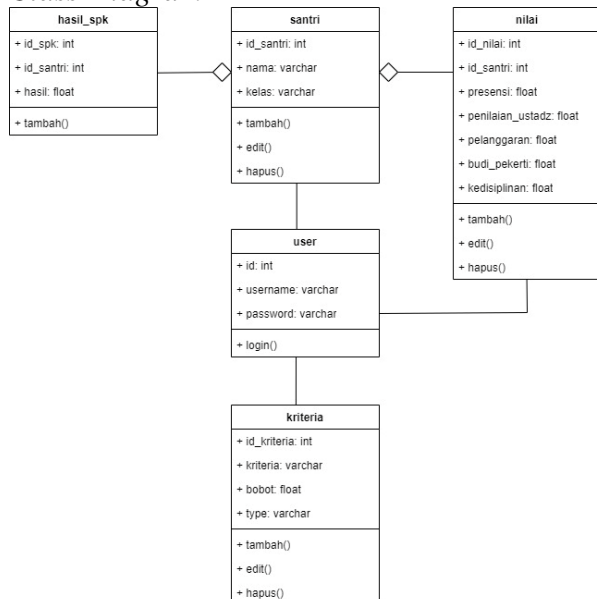 hasil_spk
+ id_spk: int
+ id_santri: int
+ hasil: float
+ tambah()
santri
+ id_santri: int
+ nama: varchar
+ kelas: varchar
+ tambah()
+ edit()
+ hapus()
nilai
+ id_nilai: int
+ id_santri: int
+ presensi: float
+ penilaian_ustadz: float
+ pelanggaran: float
+ budi_pekerti: float
+ kedisiplinan: float
+ tambah()
+ edit()
+ hapus()
user
+ id: int
+ username: varchar
+ password: varchar
+ login()
kriteria
+ id_kriteria: int
+ kriteria: varchar
+ bobot: float
+ type: varchar
+ tambah()
+ edit()
+ hapus()